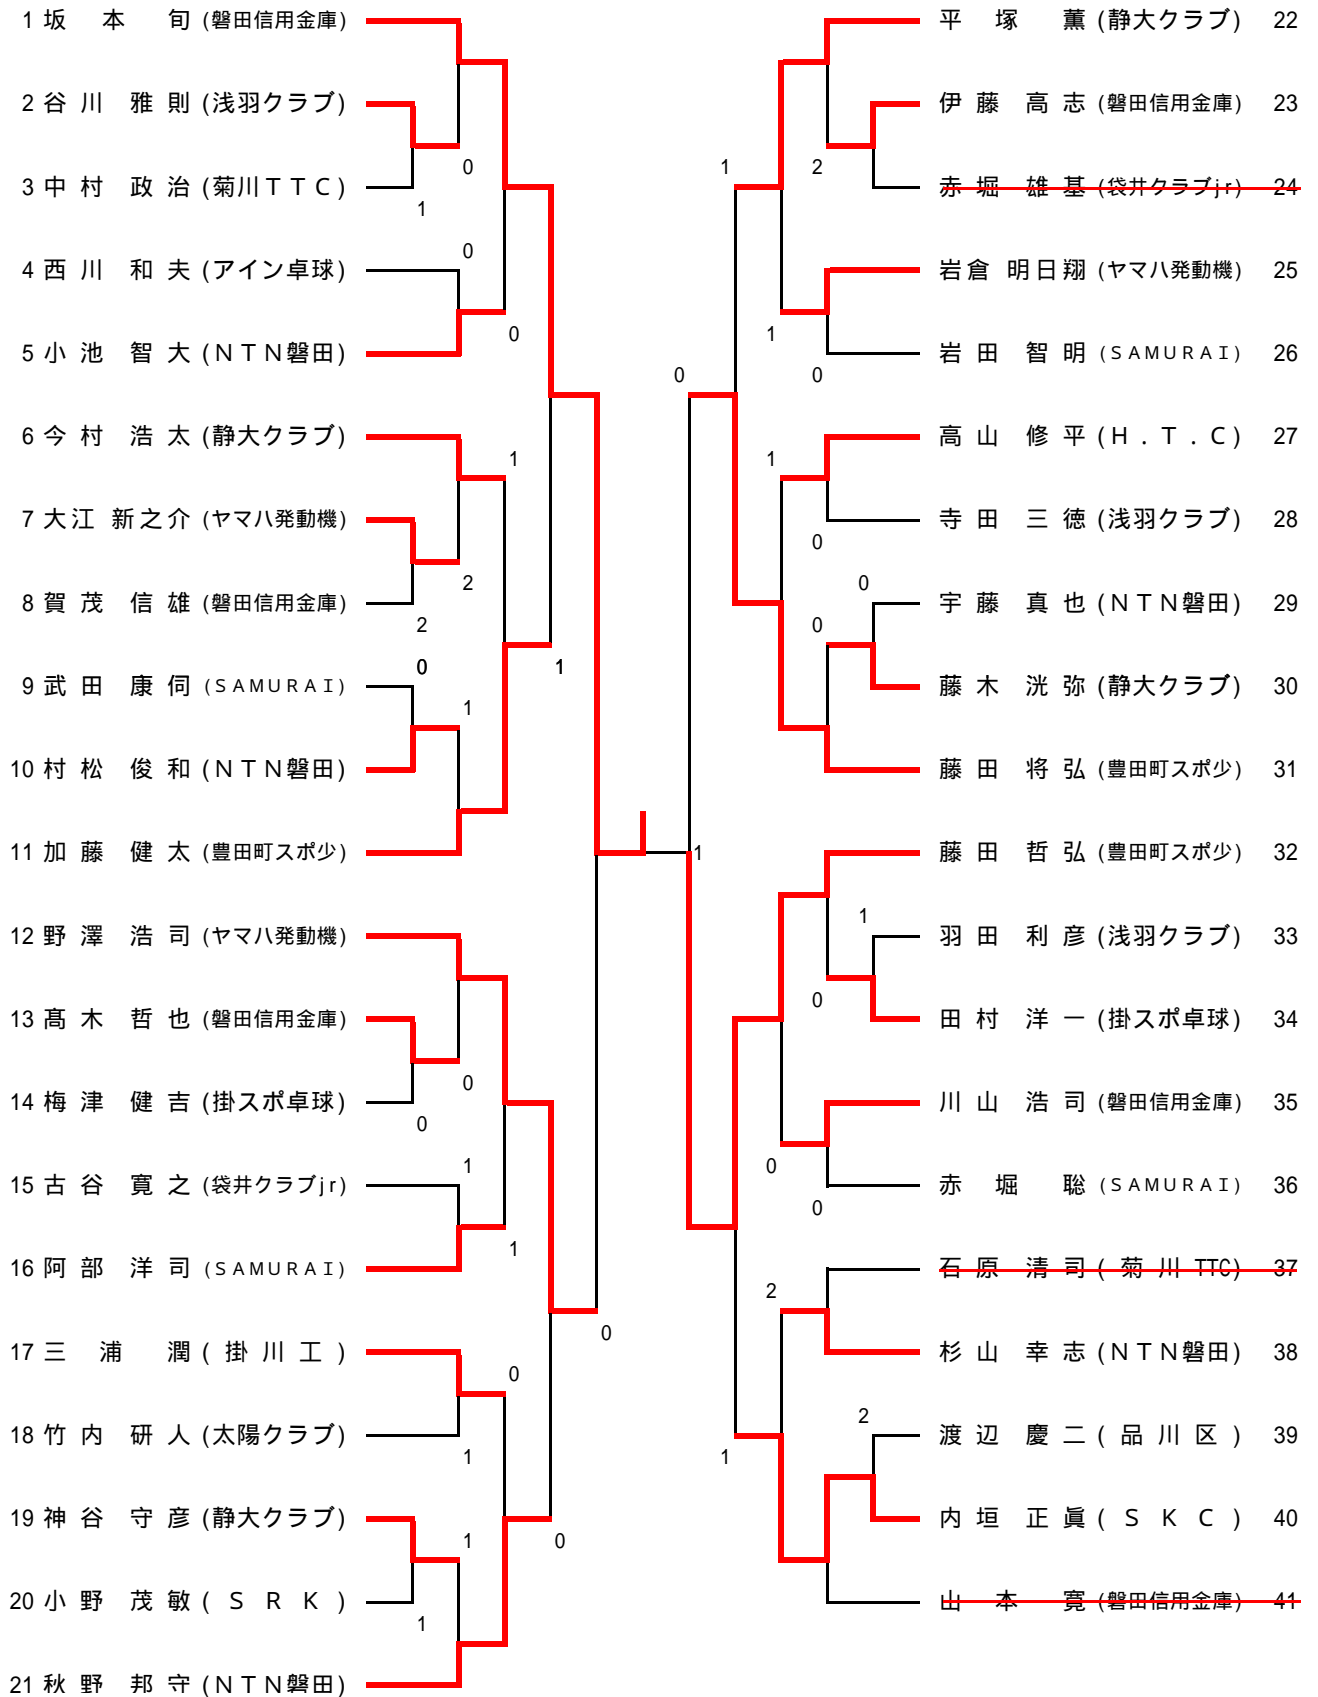 1 坂 本 旬 (磐田信用金庫)
2 谷 川 雅 則 (浅羽クラブ)
3 中 村 政 治 (菊川ＴＴＣ)
4 西 川 和 夫 (アイン卓球)
5 小 池 智 大 (ＮＴＮ磐田)
6 今 村 浩 太 (静大クラブ)
7 大 江 新之介 (ヤマハ発動機)
8 賀 茂 信 雄 (磐田信用金庫)
9 武 田 康 伺 (ＳＡＭＵＲＡＩ)
10 村 松 俊 和 (ＮＴＮ磐田)
11 加 藤 健 太 (豊田町スポ少)
12 野 澤 浩 司 (ヤマハ発動機)
13 髙 木 哲 也 (磐田信用金庫)
14 梅 津 健 吉 (掛スポ卓球)
15 古 谷 寛 之 (袋井クラブjr)
16 阿 部 洋 司 (ＳＡＭＵＲＡＩ)
17 三 浦 潤 ( 掛 川 工 )
18 竹 内 研 人 (太陽クラブ)
19 神 谷 守 彦 (静大クラブ)
20 小 野 茂 敏 ( Ｓ Ｒ Ｋ )
21 秋 野 邦 守 (ＮＴＮ磐田)
0
1
0
0
1
2
2
0
1
1
0
0
1
1
0
0
1
1
1
0
1
0
1
2
1
0
1
0
0
0
1
0
0
0
2
2
1
平 塚 薫 (静大クラブ) 22
伊 藤 高 志 (磐田信用金庫) 23
赤 堀 雄 基 (袋井クラブjr) 24
岩 倉 明日翔 (ヤマハ発動機) 25
岩 田 智 明 (ＳＡＭＵＲＡＩ) 26
高 山 修 平 (Ｈ．Ｔ．Ｃ) 27
寺 田 三 徳 (浅羽クラブ) 28
宇 藤 真 也 (ＮＴＮ磐田) 29
藤 木 洸 弥 (静大クラブ) 30
藤 田 将 弘 (豊田町スポ少) 31
藤 田 哲 弘 (豊田町スポ少) 32
羽 田 利 彦 (浅羽クラブ) 33
田 村 洋 一 (掛スポ卓球) 34
川 山 浩 司 (磐田信用金庫) 35
赤 堀 聡 (ＳＡＭＵＲＡＩ) 36
石 原 清 司 ( 菊 川 TTC) 37
杉 山 幸 志 (ＮＴＮ磐田) 38
渡 辺 慶 二 ( 品 川 区 ) 39
内 垣 正 眞 ( Ｓ Ｋ Ｃ ) 40
山 本 寛 (磐田信用金庫) 41